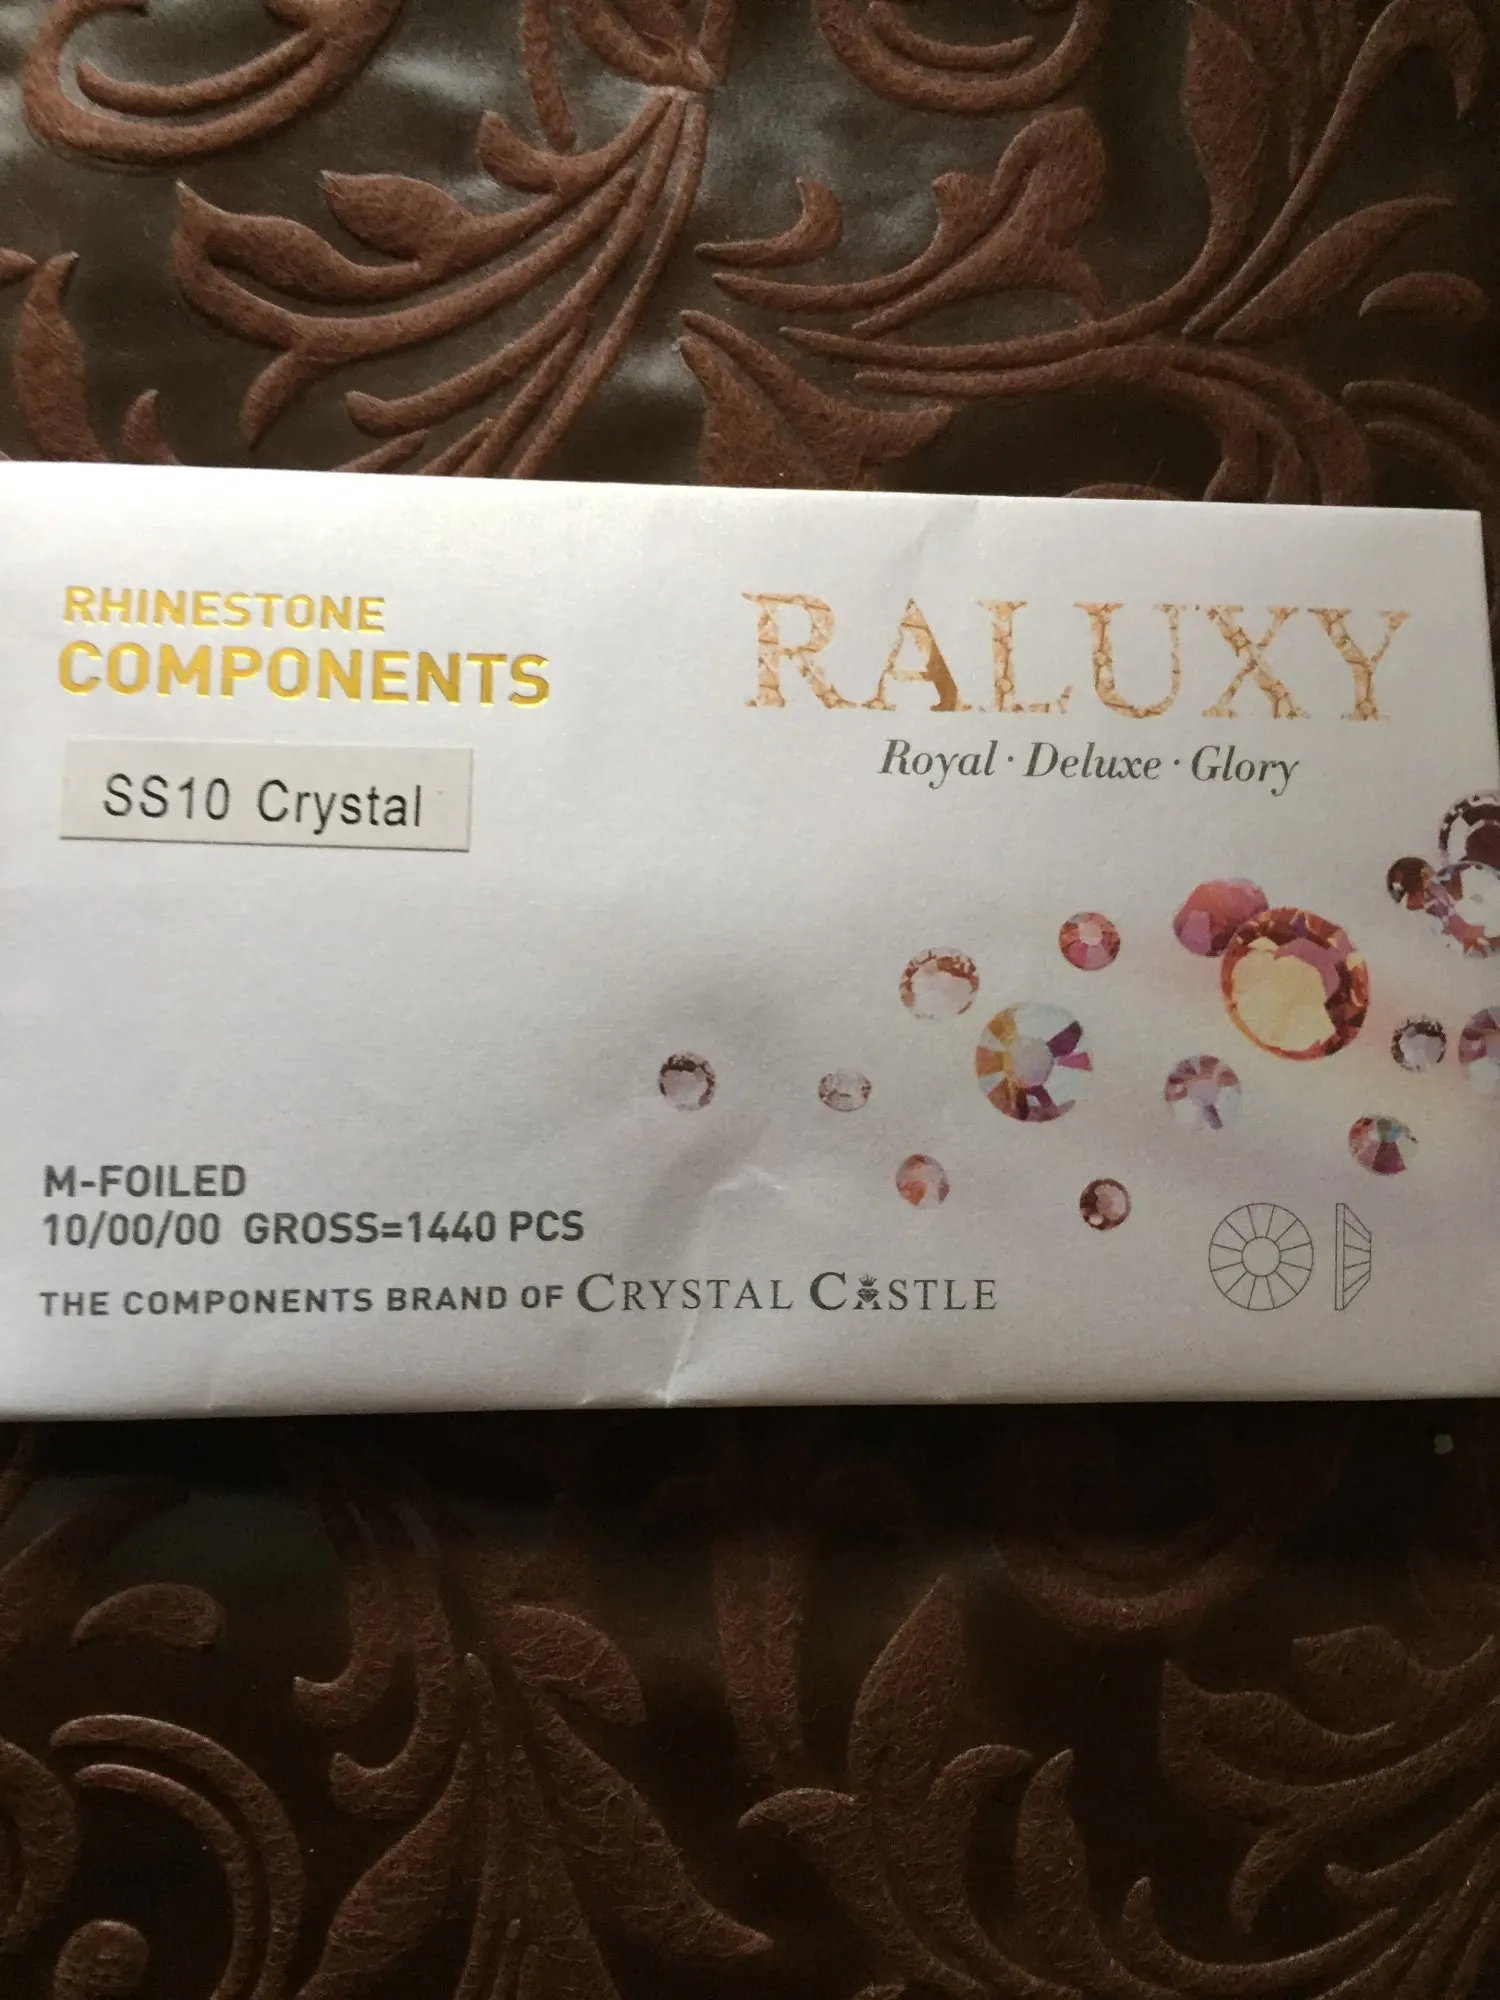 RHINESTONE
COMPONENTS
SS10 Crystal
RALUXY
Royal · Deluxe · Glory
M-FOILED
10/00/00 GROSS=1440 PCS
THE COMPONENTS BRAND OF CRYSTAL CASTLE